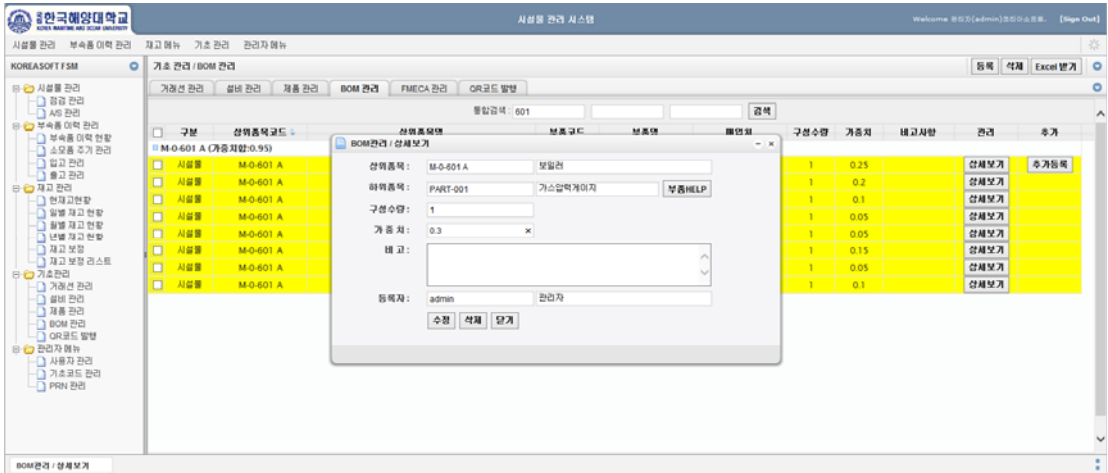 한국해양대학교
KOREA MARITIME AND OCEAN UNIVERSITY
시설물 관리 시스템
Welcome 관리자(admin)
[Sign Out]
시설물 관리 부속품 이력 관리 재고 메뉴 기초 관리 관리자 메뉴
KOREASOFT FSM
기초 관리 / BOM 관리
등록 삭제 Excel 받기
거래선 관리 설비 관리 제품 관리 BOM 관리 FMECA 관리 QR코드 발행
통합검색 : 601 검색
구분 상위품목코드 상위품목명 부품코드 부품명 매입처 구성수량 가중치 비고사항 관리 추가
M-0-601 A (가중치합:0.95)
시설물 M-0-601 A 1 0.25 상세보기 추가등록
시설물 M-0-601 A 1 0.2 상세보기
시설물 M-0-601 A 1 0.1 상세보기
시설물 M-0-601 A 1 0.05 상세보기
시설물 M-0-601 A 1 0.05 상세보기
시설물 M-0-601 A 1 0.15 상세보기
시설물 M-0-601 A 1 0.05 상세보기
시설물 M-0-601 A 1 0.1 상세보기
시설물 관리
점검 관리
A/S 관리
부속품 이력 관리
부속품 이력 현황
소모품 주기 관리
입고 관리
출고 관리
재고 관리
현재고현황
일별 재고 현황
월별 재고 현황
년별 재고 현황
재고 보정
재고 보정 리스트
기초관리
거래선 관리
설비 관리
제품 관리
BOM 관리
QR코드 발행
관리자 메뉴
사용자 관리
기초코드 관리
PRN 관리
BOM관리 / 상세보기
상위품목 : M-0-601 A 보일러
하위품목 : PART-001 가스압력게이지 부품HELP
구성수량 : 1
가 중 치 : 0.3
비 고 :
등록자 : admin 관리자
수정 삭제 닫기
BOM관리 / 상세보기